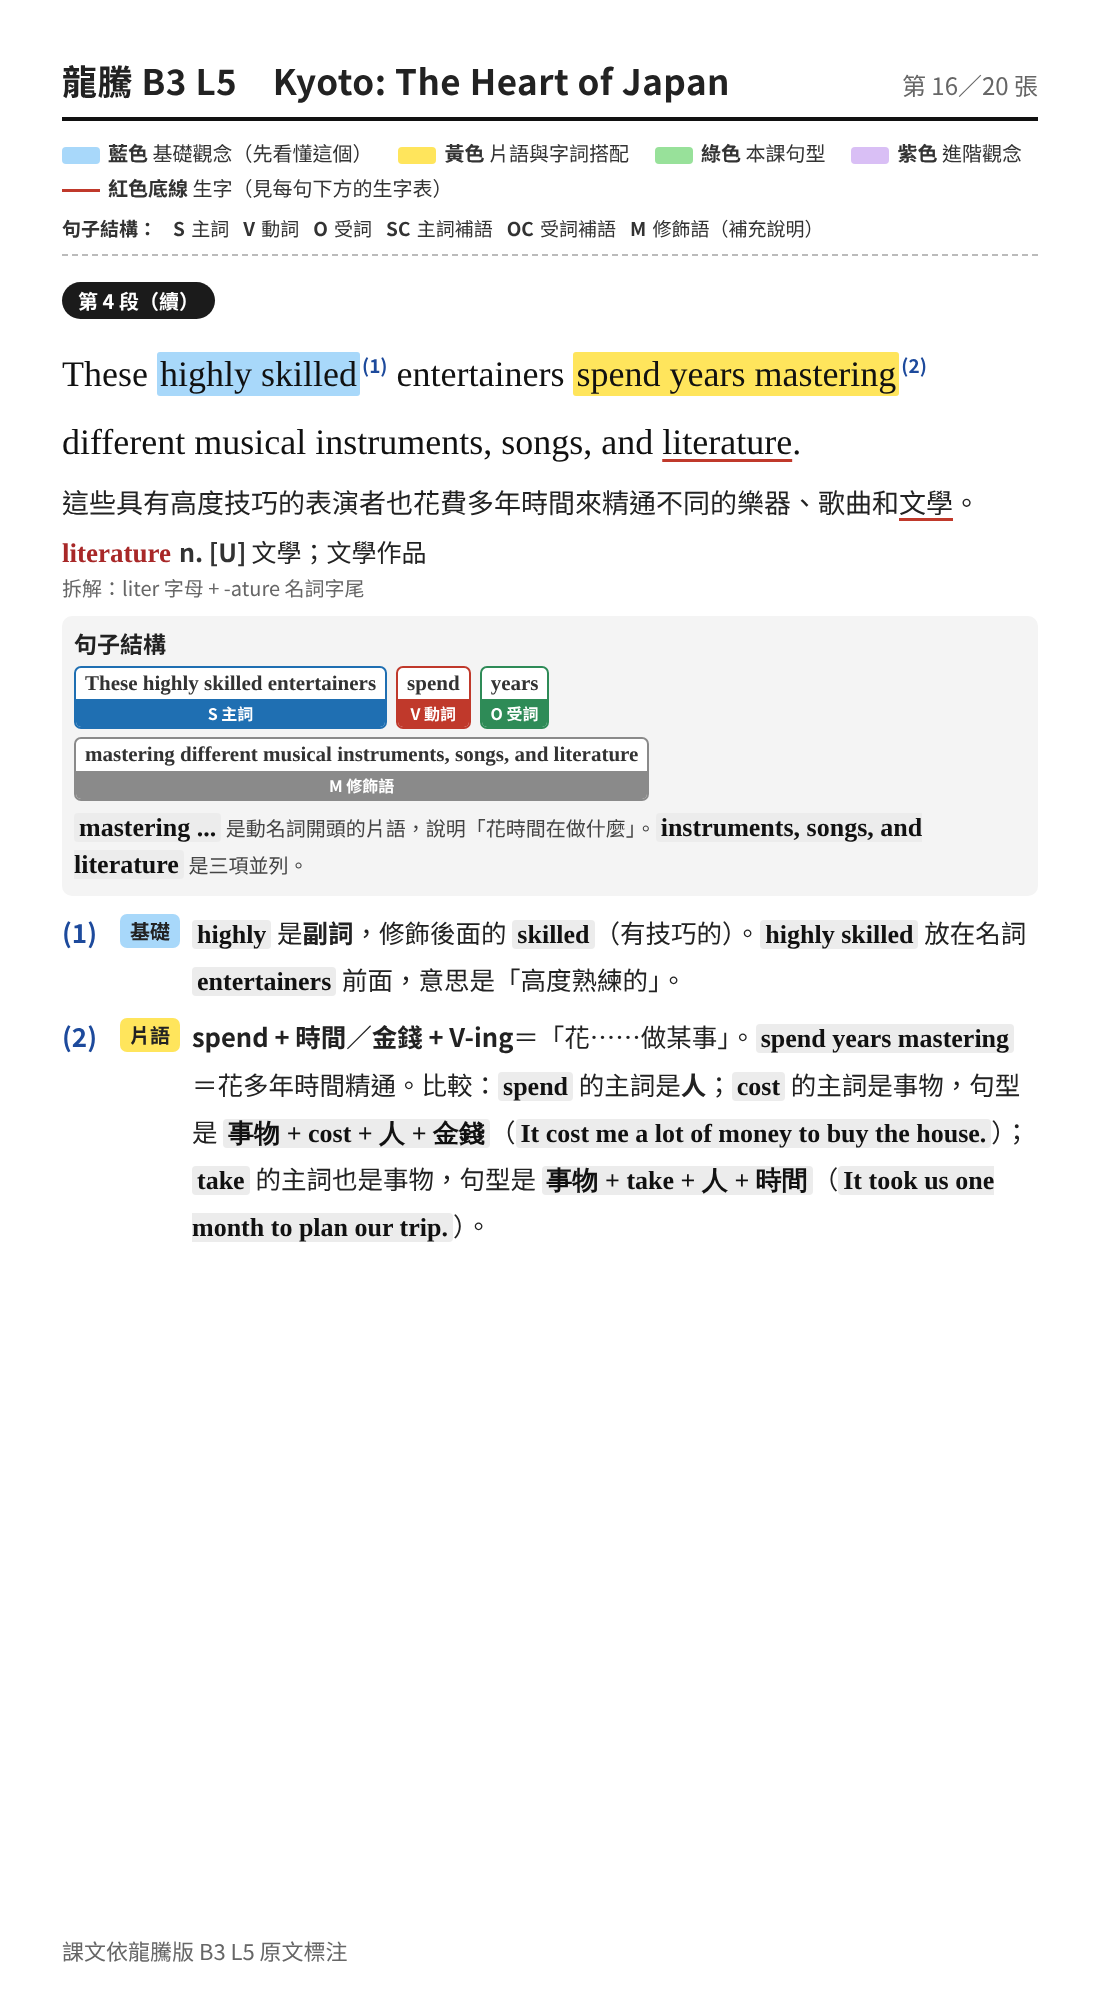 龍騰 B3 L5　Kyoto: The Heart of Japan
第 16／20 張
藍色 基礎觀念（先看懂這個） 黃色 片語與字詞搭配 綠色 本課句型 紫色 進階觀念
紅色底線 生字（見每句下方的生字表）
句子結構： S 主詞 V 動詞 O 受詞 SC 主詞補語 OC 受詞補語 M 修飾語（補充說明）
第 4 段（續）
These highly skilled(1) entertainers spend years mastering(2)
different musical instruments, songs, and literature.
這些具有高度技巧的表演者也花費多年時間來精通不同的樂器、歌曲和文學。
literature n. [U] 文學；文學作品
拆解：liter 字母 + -ature 名詞字尾
句子結構
These highly skilled entertainers spend years
S 主詞 V 動詞 O 受詞
mastering different musical instruments, songs, and literature
M 修飾語
mastering ... 是動名詞開頭的片語，說明「花時間在做什麼」。instruments, songs, and
literature 是三項並列。
(1) 基礎 highly 是副詞，修飾後面的 skilled（有技巧的）。highly skilled 放在名詞
entertainers 前面，意思是「高度熟練的」。
(2) 片語 spend + 時間／金錢 + V-ing＝「花⋯⋯做某事」。spend years mastering
＝花多年時間精通。比較：spend 的主詞是人；cost 的主詞是事物，句型
是 事物 + cost + 人 + 金錢（It cost me a lot of money to buy the house.）；
take 的主詞也是事物，句型是 事物 + take + 人 + 時間（It took us one
month to plan our trip.）。
課文依龍騰版 B3 L5 原文標注